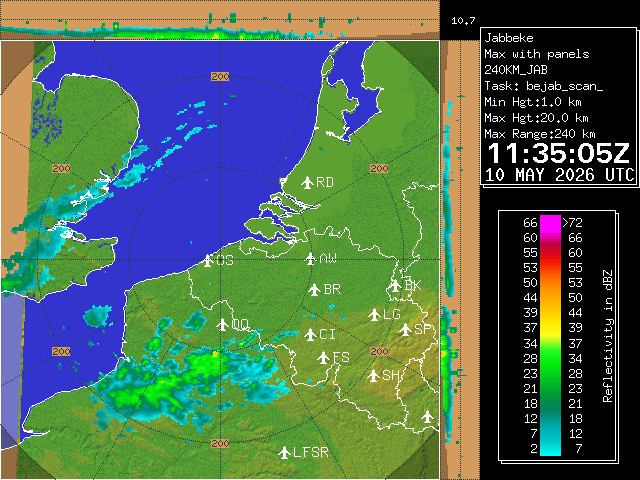 10.7
Jabbeke
Max with panels
240KM_JAB
Task: bejab_scan_
Min Hgt:1.0 km
Max Hgt:20.0 km
Max Range:240 km
11:35:05Z
10 MAY 2026 UTC
200
200
200
RD
OS
AW
BR
BK
LG
SP
QO
CI
FS
SH
200
200
200
LFSR
66 >72
60 66
55 60
53 55
50 53
44 50
39 44
37 39
34 37
28 34
23 28
21 23
18 21
12 18
7 12
2 7
Reflectivity in dBZ